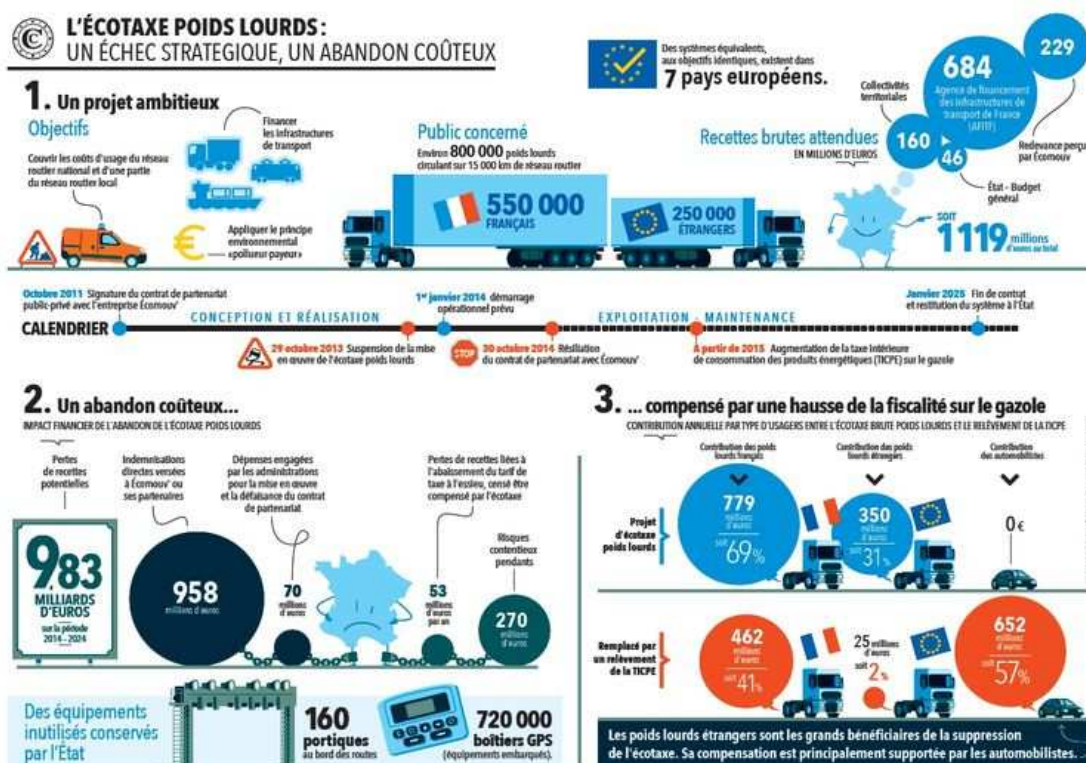 L'ÉCOTAXE POIDS LOURDS :
UN ÉCHEC STRATEGIQUE, UN ABANDON COÛTEUX
Des systèmes équivalents,
aux objectifs identiques, existent dans
7 pays européens.
1. Un projet ambitieux
Objectifs
Couvrir les coûts d'usage du réseau
routier national et d'une partie
du réseau routier local
Financer
les infrastructures
de transport
Appliquer le principe
environnemental
«pollueur payeur»
Public concerné
Environ 800 000 poids lourds
circulant sur 15 000 km de réseau routier
550 000
FRANÇAIS
250 000
ÉTRANGERS
Recettes brutes attendues
EN MILLIONS D'EUROS
Collectivités
territoriales
160
684
Agence de financement
des infrastructures de
transport de France
(AFITF)
229
Redevance perçue
par Écomouv
46
État – Budget
général
SOIT
1119 millions
d'euros au total
CALENDRIER
Octobre 2011 Signature du contrat de partenariat
public-privé avec l'entreprise Écomouv'
CONCEPTION ET RÉALISATION
29 octobre 2013 Suspension de la mise
en œuvre de l'écotaxe poids lourds
1er janvier 2014 démarrage
opérationnel prévu
STOP
30 octobre 2014 Résiliation
du contrat de partenariat avec Écomouv'
EXPLOITATION - MAINTENANCE
À partir de 2015 Augmentation de la taxe intérieure
de consommation des produits énergétiques (TICPE) sur le gazole
Janvier 2025 Fin de contrat
et restitution du système à l'État
2. Un abandon coûteux...
IMPACT FINANCIER DE L'ABANDON DE L'ÉCOTAXE POIDS LOURDS
Pertes
de recettes
potentielles
9,83
MILLIARDS
D'EUROS
sur la période
2014-2024
Indemnisations
directes versées
à Écomouv' ou
ses partenaires
958
millions d'euros
Dépenses engagées
par les administrations
pour la mise en œuvre
et la défaisance du contrat
de partenariat
70
millions
d'euros
Pertes de recettes liées à
l'abaissement du tarif de
taxe à l'essieu, censé être
compensé par l'écotaxe
53
millions
d'euros
par an
Risques
contentieux
pendants
270
millions
d'euros
Des équipements
inutilisés conservés
par l'État
160
portiques
au bord des routes
720 000
boîtiers GPS
(équipements embarqués).
3. ... compensé par une hausse de la fiscalité sur le gazole
CONTRIBUTION ANNUELLE PAR TYPE D'USAGERS ENTRE L'ÉCOTAXE BRUTE POIDS LOURDS ET LE RELÈVEMENT DE LA TICPE
Contribution des poids
lourds français
Contribution des poids
lourds étrangers
Contribution
des automobilistes
Projet
d'écotaxe
poids lourds
779
millions
d'euros
soit 69%
350
millions
d'euros
soit 31%
0 €
Remplacé par
un relèvement
de la TICPE
462
millions
d'euros
soit 41%
25 millions
d'euros
soit 2%
652
millions
d'euros
soit 57%
Les poids lourds étrangers sont les grands bénéficiaires de la suppression
de l'écotaxe. Sa compensation est principalement supportée par les automobilistes.